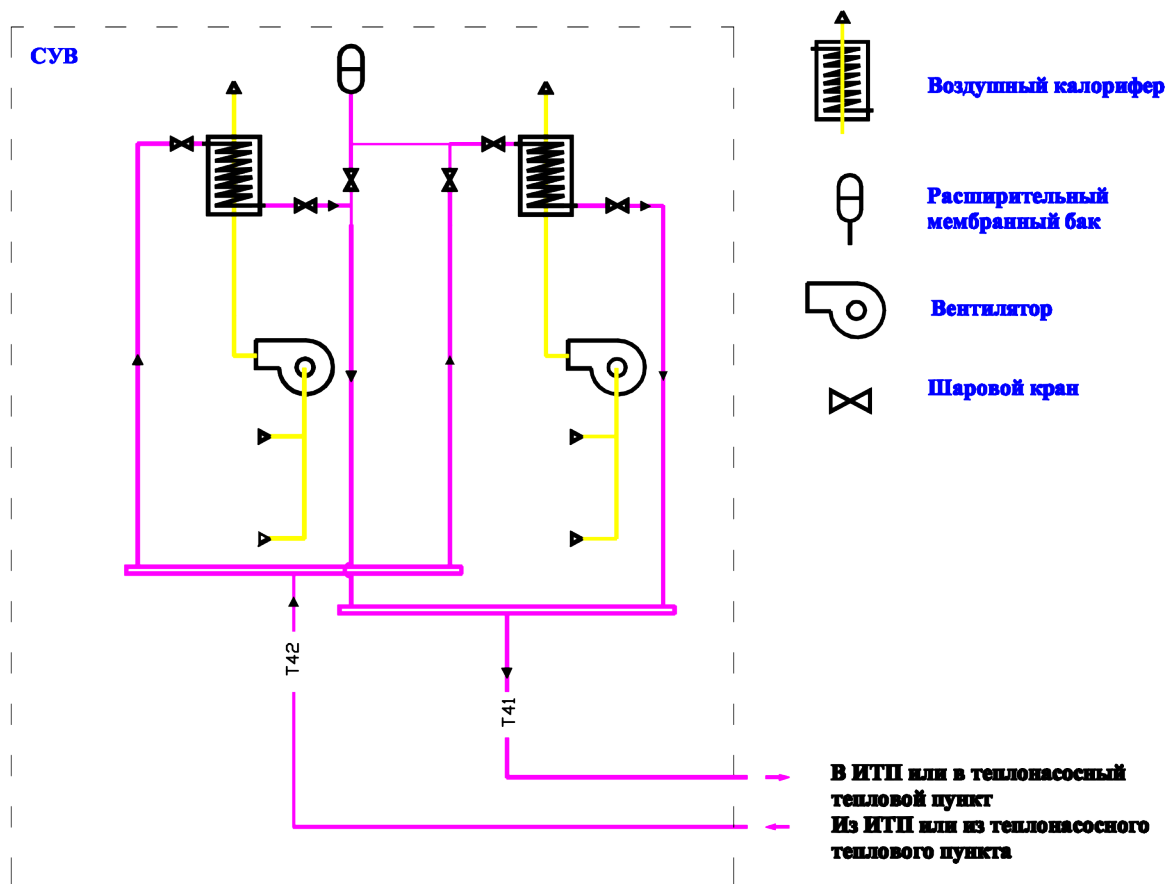 СУВ
Воздушный калорифер
Расширительный
мембранный бак
Вентилятор
Шаровой кран
Т42
Т41
В ИТП или в теплонасосный
тепловой пункт
Из ИТП или из теплонасосного
теплового пункта